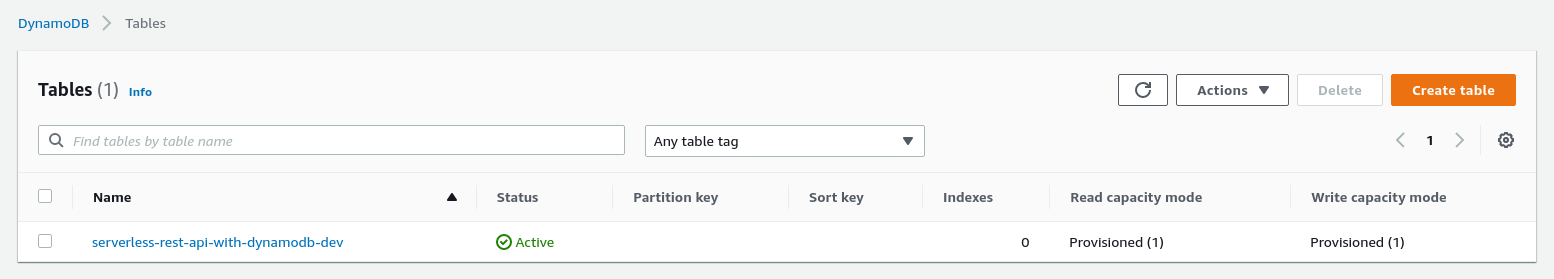 DynamoDB > Tables
Tables (1) Info
Actions Delete Create table
Find tables by table name Any table tag 1
Name Status Partition key Sort key Indexes Read capacity mode Write capacity mode
serverless-rest-api-with-dynamodb-dev Active 0 Provisioned (1) Provisioned (1)